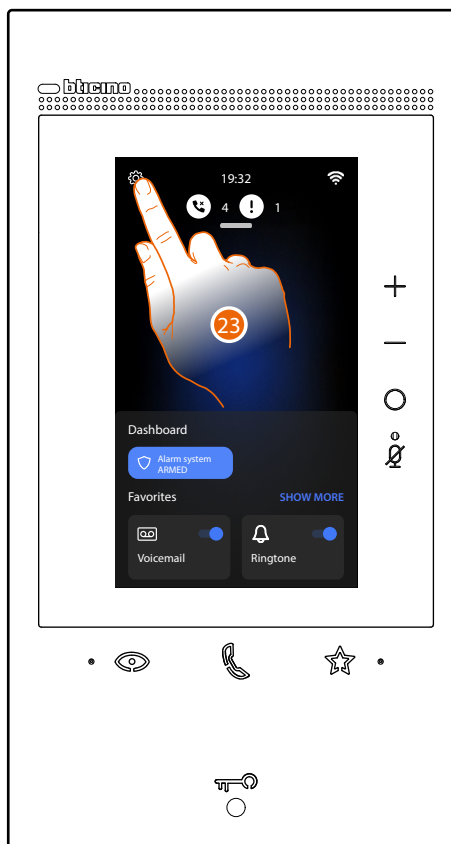 bticino
19:32
4 1
23
Dashboard
Alarm system
ARMED
Favorites SHOW MORE
Voicemail Ringtone